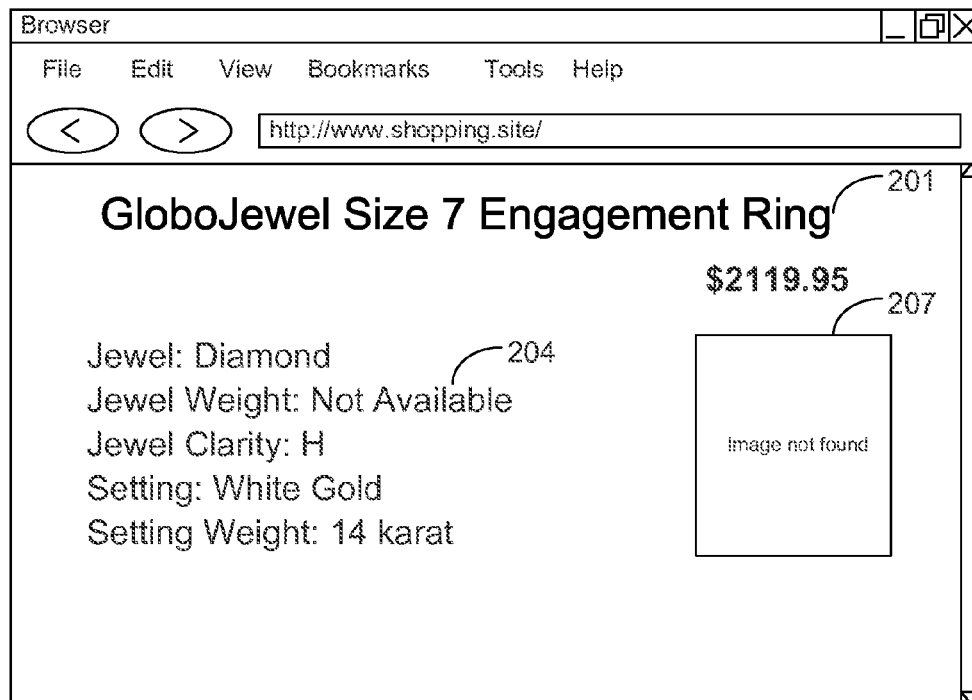 Browser
File Edit View Bookmarks Tools Help
< >
http://www.shopping.site/
201
GloboJewel Size 7 Engagement Ring
$2119.95
207
Jewel: Diamond
204
Jewel Weight: Not Available
Jewel Clarity: H
Image not found
Setting: White Gold
Setting Weight: 14 karat